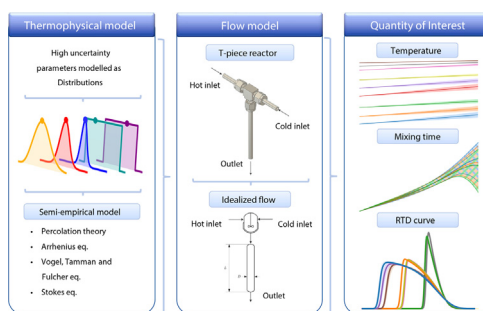 Thermophysical model
High uncertainty
parameters modelled as
Distributions
Semi-empirical model
• Percolation theory
• Arrhenius eq.
• Vogel, Tamman and
Fulcher eq.
• Stokes eq.
Flow model
T-piece reactor
Hot inlet
Cold inlet
Outlet
Idealized flow
Hot inlet
Cold inlet
Outlet
Quantity of Interest
Temperature
Mixing time
RTD curve